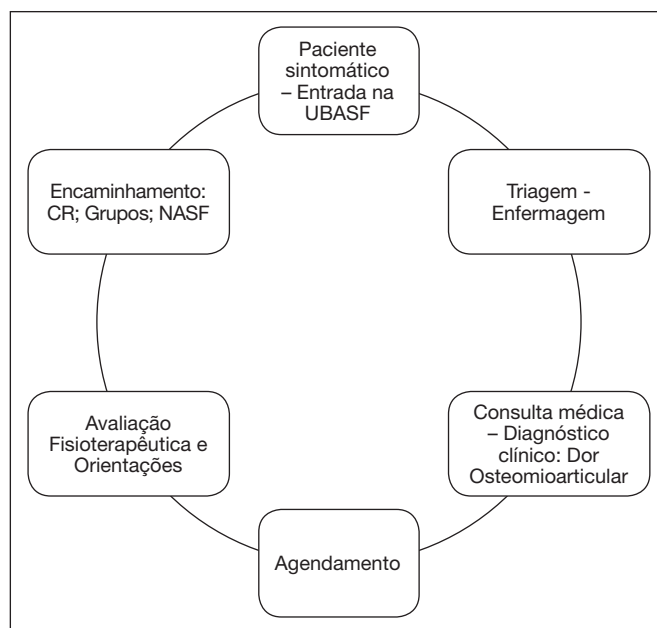 Paciente
sintomático
– Entrada na
UBASF
Triagem -
Enfermagem
Consulta médica
– Diagnóstico
clínico: Dor
Osteomioarticular
Agendamento
Avaliação
Fisioterapêutica e
Orientações
Encaminhamento:
CR; Grupos; NASF